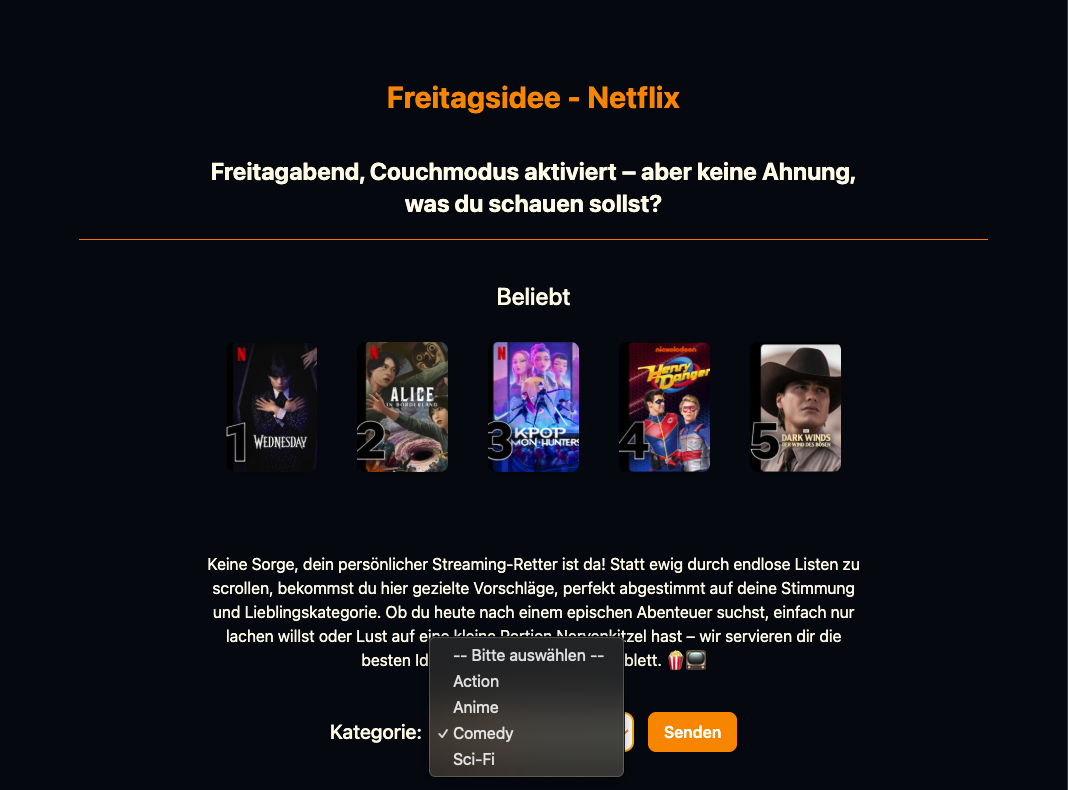 Freitagsidee - Netflix
Freitagabend, Couchmodus aktiviert – aber keine Ahnung,
was du schauen sollst?
Beliebt
N
1
WEDNESDAY
N
2
ALICE
IN BORDERLAND
N
3
KPOP
MON HUNTERS
nickelodeon
Henry
Danger
4
5
DARK WINDS
DER WIND DES BÖSEN
Keine Sorge, dein persönlicher Streaming-Retter ist da! Statt ewig durch endlose Listen zu
scrollen, bekommst du hier gezielte Vorschläge, perfekt abgestimmt auf deine Stimmung
und Lieblingskategorie. Ob du heute nach einem epischen Abenteuer suchst, einfach nur
lachen willst oder Lust auf eine kleine Portion Nervenkitzel hast – wir servieren dir die
besten Id blett. 🍿📺
Kategorie:
-- Bitte auswählen --
Action
Anime
✓ Comedy
Sci-Fi
Senden